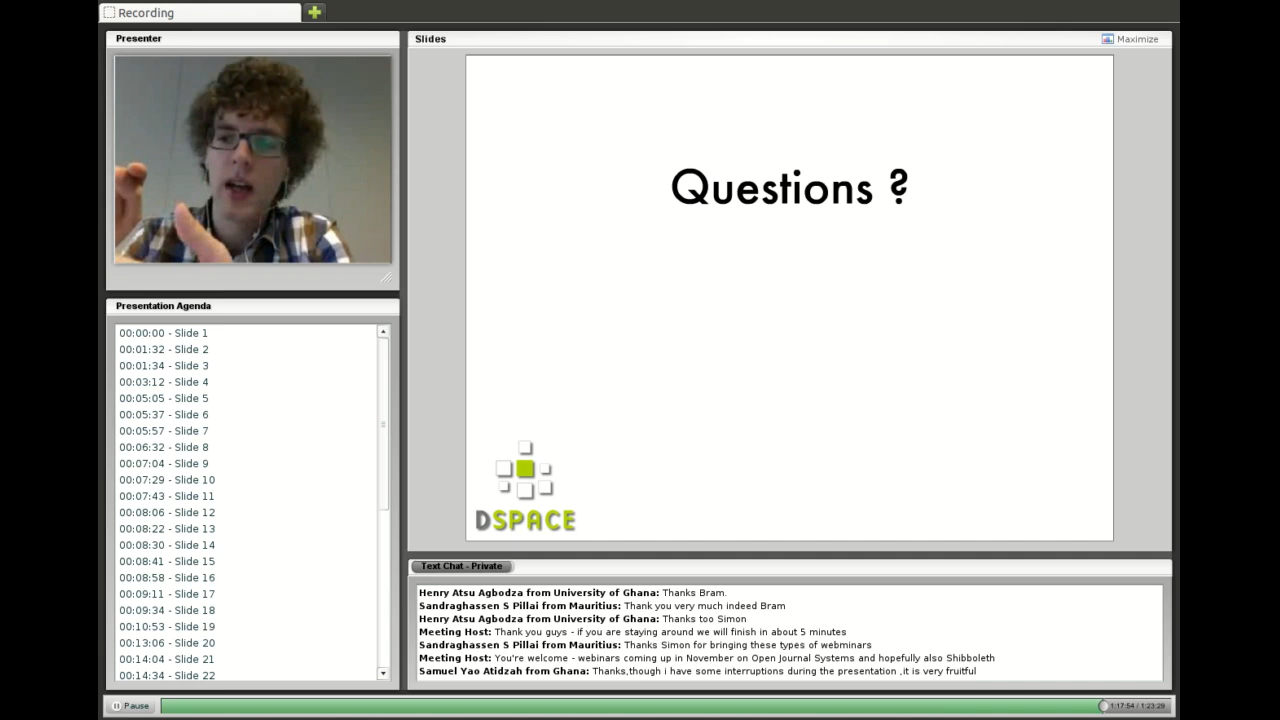 Recording
Presenter
Slides
Maximize
Questions ?
DSPACE
Presentation Agenda
00:00:00 - Slide 1
00:01:32 - Slide 2
00:01:34 - Slide 3
00:03:12 - Slide 4
00:05:05 - Slide 5
00:05:37 - Slide 6
00:05:57 - Slide 7
00:06:32 - Slide 8
00:07:04 - Slide 9
00:07:29 - Slide 10
00:07:43 - Slide 11
00:08:06 - Slide 12
00:08:22 - Slide 13
00:08:30 - Slide 14
00:08:41 - Slide 15
00:08:58 - Slide 16
00:09:11 - Slide 17
00:09:34 - Slide 18
00:10:53 - Slide 19
00:13:06 - Slide 20
00:14:04 - Slide 21
00:14:34 - Slide 22
Text Chat - Private
Henry Atsu Agbodza from University of Ghana: Thanks Bram.
Sandraghassen S Pillai from Mauritius: Thank you very much indeed Bram
Henry Atsu Agbodza from University of Ghana: Thanks too Simon
Meeting Host: Thank you guys - if you are staying around we will finish in about 5 minutes
Sandraghassen S Pillai from Mauritius: Thanks Simon for bringing these types of webminars
Meeting Host: You're welcome - webinars coming up in November on Open Journal Systems and hopefully also Shibboleth
Samuel Yao Atidzah from Ghana: Thanks,though i have some interruptions during the presentation ,it is very fruitful
Pause
1:17:54 / 1:23:29